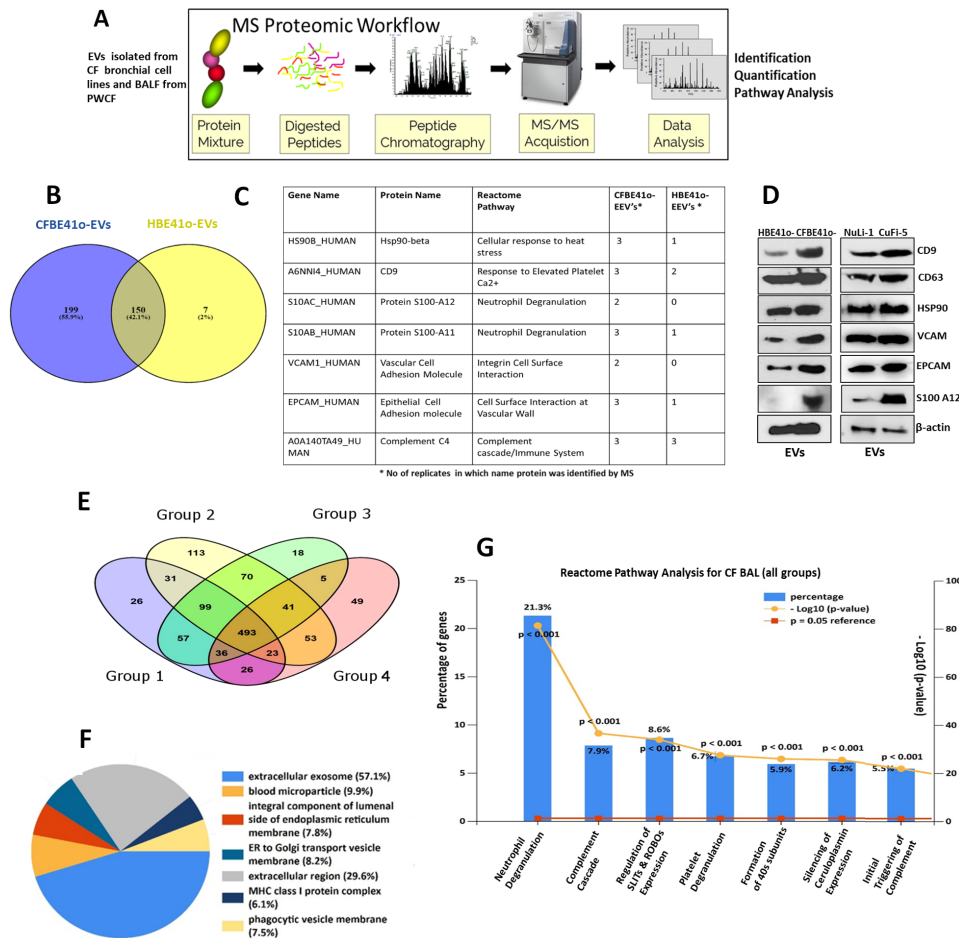 A
MS Proteomic Workflow
EVs isolated from
CF bronchial cell
lines and BALF from
PWCF
Identification
Quantification
Pathway Analysis
Protein
Mixture
Digested
Peptides
Peptide
Chromatography
MS/MS
Acquistion
Data
Analysis
B
CFBE41o-EVs
HBE41o-EVs
199
(55.9%)
150
(42.1%)
7
(2%)
C
Gene Name Protein Name Reactome Pathway CFBE41o-EEV's* HBE41o-EEV's *
HS90B_HUMAN Hsp90-beta Cellular response to heat stress 3 1
A6NNI4_HUMAN CD9 Response to Elevated Platelet Ca2+ 3 2
S10AC_HUMAN Protein S100-A12 Neutrophil Degranulation 2 0
S10AB_HUMAN Protein S100-A11 Neutrophil Degranulation 3 1
VCAM1_HUMAN Vascular Cell Adhesion Molecule Integrin Cell Surface Interaction 2 0
EPCAM_HUMAN Epithelial Cell Adhesion molecule Cell Surface Interaction at Vascular Wall 3 1
A0A140TA49_HUMAN Complement C4 Complement cascade/Immune System 3 3
* No of replicates in which name protein was identified by MS
D
HBE41o- CFBE41o- NuLi-1 CuFi-5
CD9
CD63
HSP90
VCAM
EPCAM
S100 A12
β-actin
EVs EVs
E
Group 2 Group 3
Group 1 Group 4
113 18
31 70 5
26 99 41 49
493
57 53
36 23
26
F
extracellular exosome (57.1%)
blood microparticle (9.9%)
integral component of lumenal
side of endoplasmic reticulum
membrane (7.8%)
ER to Golgi transport vesicle
membrane (8.2%)
extracellular region (29.6%)
MHC class I protein complex
(6.1%)
phagocytic vesicle membrane
(7.5%)
G
Reactome Pathway Analysis for CF BAL (all groups)
percentage
- Log10 (p-value)
p = 0.05 reference
Percentage of genes
25
20
15
10
5
0
- Log10 (p-value)
100
80
60
40
20
0
21.3%
p < 0.001
p < 0.001
7.9%
8.6%
p < 0.001
p < 0.001
6.7%
p < 0.001
5.9%
p < 0.001
6.2%
p < 0.001
5.5%
Neutrophil
Degranulation
Complement
Cascade
Regulation of
SLITs & ROBOs
Expression
Platelet
Degranulation
Formation
of 40s subunits
Silencing of
Ceruloplasmin
Expression
Initial
Triggering of
Complement